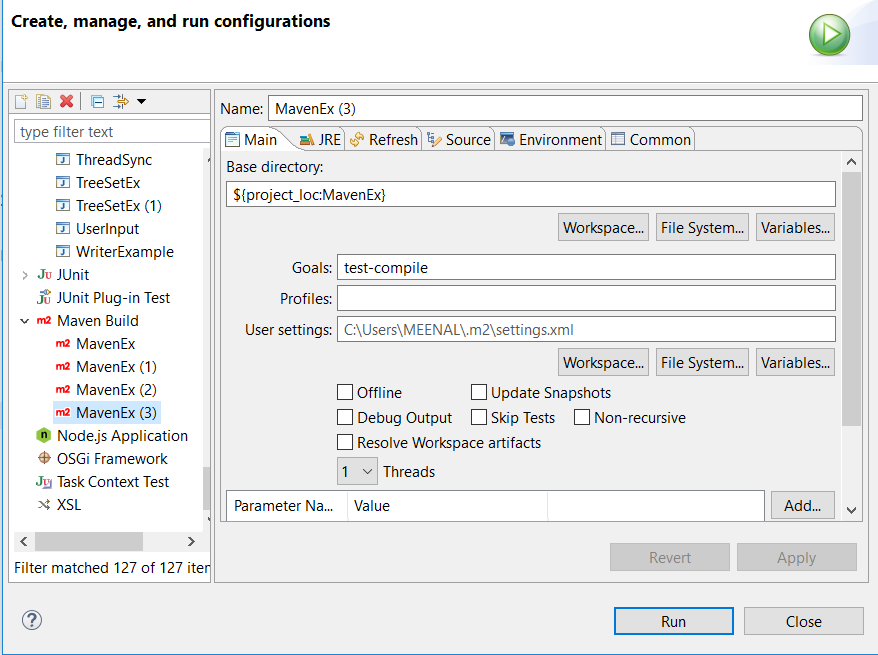 Create, manage, and run configurations
type filter text
ThreadSync
TreeSetEx
TreeSetEx (1)
UserInput
WriterExample
JUnit
JUnit Plug-in Test
Maven Build
m2 MavenEx
m2 MavenEx (1)
m2 MavenEx (2)
m2 MavenEx (3)
Node.js Application
OSGi Framework
Task Context Test
XSL
Filter matched 127 of 127 iter
Name: MavenEx (3)
Main JRE Refresh Source Environment Common
Base directory:
${project_loc:MavenEx}
Workspace... File System... Variables...
Goals: test-compile
Profiles:
User settings: C:\Users\MEENAL\.m2\settings.xml
Workspace... File System... Variables...
Offline Update Snapshots
Debug Output Skip Tests Non-recursive
Resolve Workspace artifacts
1 Threads
Parameter Na... Value Add...
Revert Apply
? Run Close